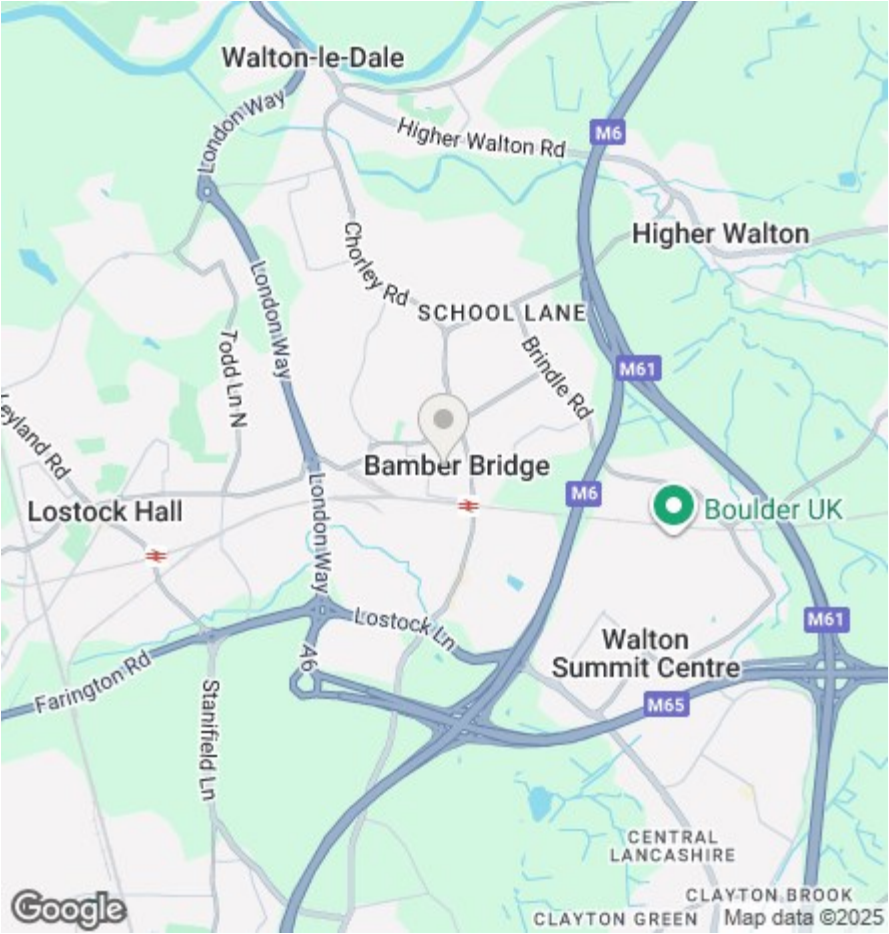 Walton-le-Dale
London Way
Higher Walton Rd
M6
Higher Walton
Chorley Rd
SCHOOL LANE
London Way
Todd Ln N
Brindle Rd
M61
Leyland Rd
Bamber Bridge
M6
Lostock Hall
London Way
Boulder UK
Lostock Ln
M61
Walton
Summit Centre
A6
Farington Rd
Stanifield Ln
M65
CENTRAL
LANCASHIRE
CLAYTON BROOK
Google
CLAYTON GREEN
Map data ©2025